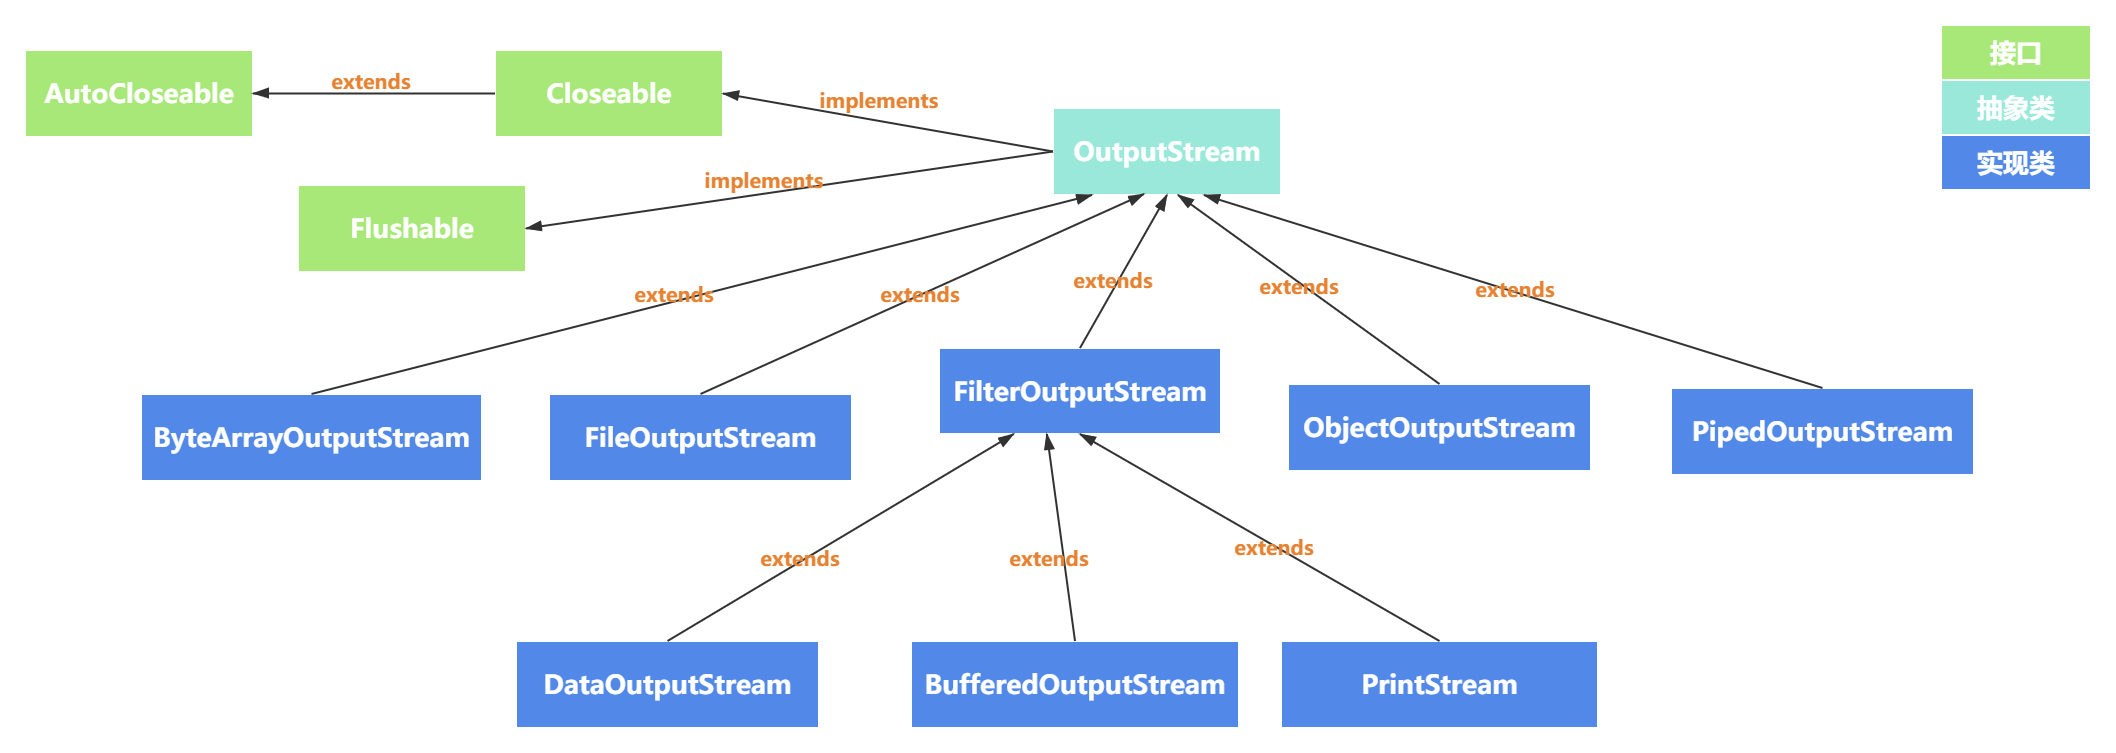 接口
抽象类
实现类
AutoCloseable
extends
Closeable
implements
OutputStream
implements
Flushable
extends
extends
extends
extends
extends
ByteArrayOutputStream
FileOutputStream
FilterOutputStream
ObjectOutputStream
PipedOutputStream
extends
extends
extends
DataOutputStream
BufferedOutputStream
PrintStream